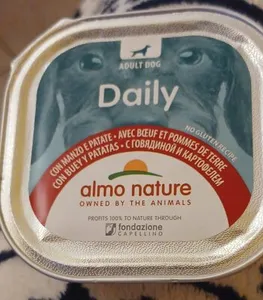 ADULT DOG
Daily
NO GLUTEN RECIPE
CON MANZO E PATATE • AVEC BŒUF ET POMMES DE TERRE
CON BUEY Y PATATAS • С ГОВЯДИНОЙ И КАРТОФЕЛЕМ
almo nature
OWNED BY THE ANIMALS
PROFITS 100% TO NATURE THROUGH
fondazione
CAPELLINO